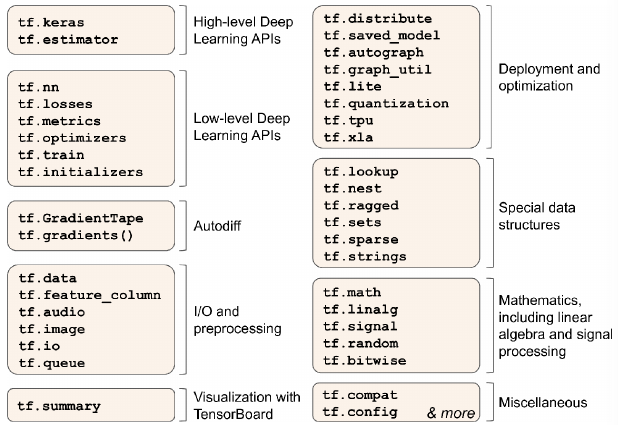 tf.keras
tf.estimator
High-level Deep
Learning APIs
tf.nn
tf.losses
tf.metrics
tf.optimizers
tf.train
tf.initializers
Low-level Deep
Learning APIs
tf.GradientTape
tf.gradients()
Autodiff
tf.data
tf.feature_column
tf.audio
tf.image
tf.io
tf.queue
I/O and
preprocessing
tf.summary
Visualization with
TensorBoard
tf.distribute
tf.saved_model
tf.autograph
tf.graph_util
tf.lite
tf.quantization
tf.tpu
tf.xla
Deployment and
optimization
tf.lookup
tf.nest
tf.ragged
tf.sets
tf.sparse
tf.strings
Special data
structures
tf.math
tf.linalg
tf.signal
tf.random
tf.bitwise
Mathematics,
including linear
algebra and signal
processing
tf.compat
tf.config & more
Miscellaneous